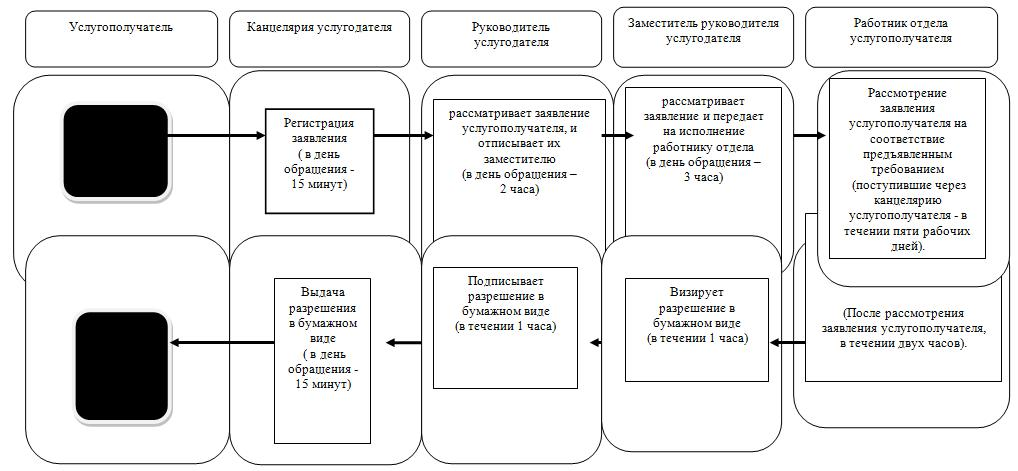 Услугополучатель
Канцелярия услугодателя
Руководитель
услугодателя
Заместитель руководителя
услугодателя
Работник отдела
услугополучателя
Регистрация
заявления
( в день
обращения -
15 минут)
рассматривает заявление
услугополучателя, и
отписывает их
заместителю
(в день обращения –
2 часа)
рассматривает
заявление и передает
на исполение
работнику отдела
(в день обращения –
3 часа)
Рассмотрение
заявления
услугополучателя на
соответствие
предъявленным
требованием
(поступившие через
канцелярию
услугополучателя - в
течении пяти рабочих
дней).
Выдача
разрешения
в бумажном
виде
( в день
обращения -
15 минут)
Подписывает
разрешение в
бумажном виде
(в течении 1 часа)
Визирует
разрешение в
бумажном виде
(в течении 1 часа)
(После рассмотрения
заявления услугополучателя,
в течении двух часов).